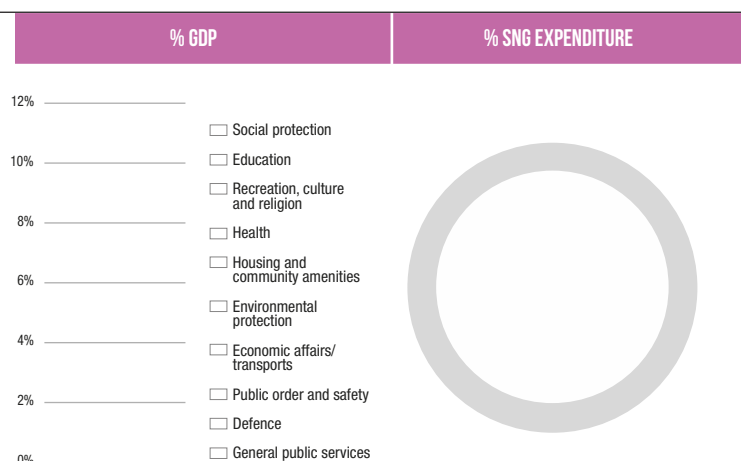 % GDP
% SNG EXPENDITURE
12%
10%
8%
6%
4%
2%
0%
Social protection
Education
Recreation, culture
and religion
Health
Housing and
community amenities
Environmental
protection
Economic affairs/
transports
Public order and safety
Defence
General public services